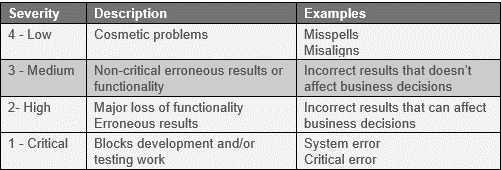 Severity Description Examples
4 - Low Cosmetic problems Misspells
Misaligns
3 - Medium Non-critical erroneous results or Incorrect results that doesn't
functionality affect business decisions
2- High Major loss of functionality Incorrect results that can affect
Erroneous results business decisions
1 - Critical Blocks development and/or System error
testing work Critical error